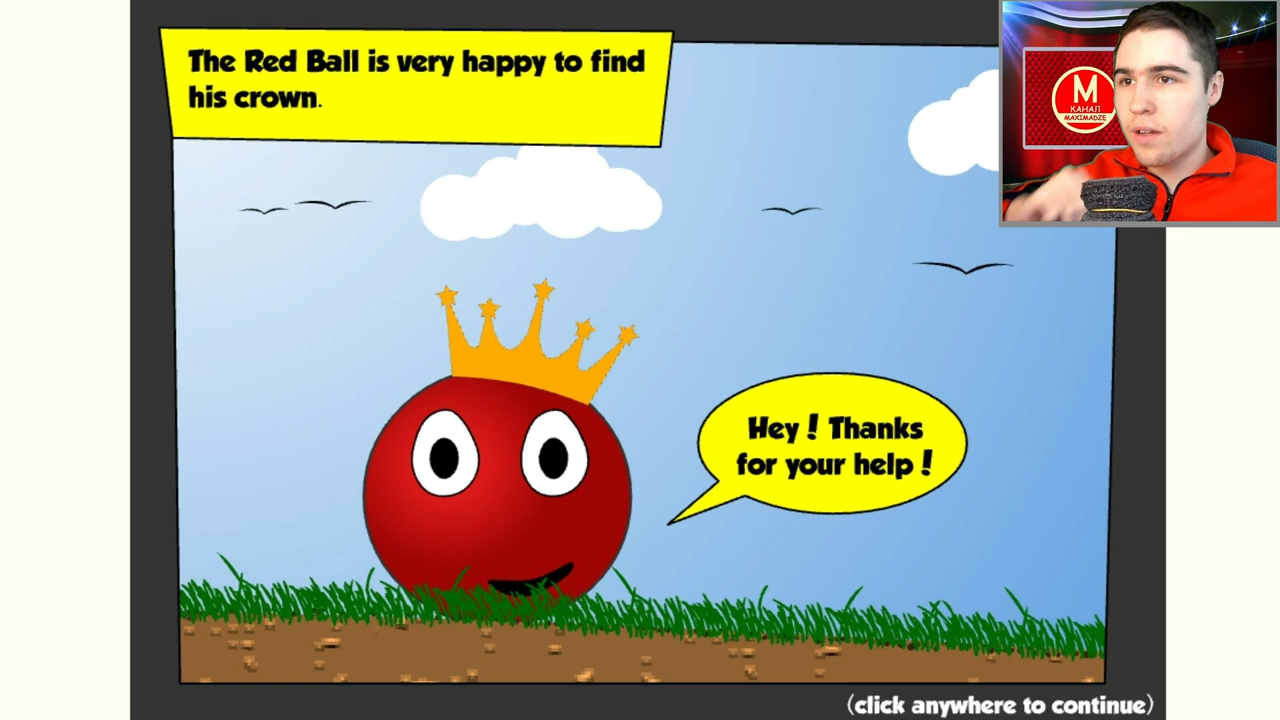 The Red Ball is very happy to find
his crown.
M
КАНАЛ
MAXIMADZE
Hey! Thanks
for your help!
(click anywhere to continue)